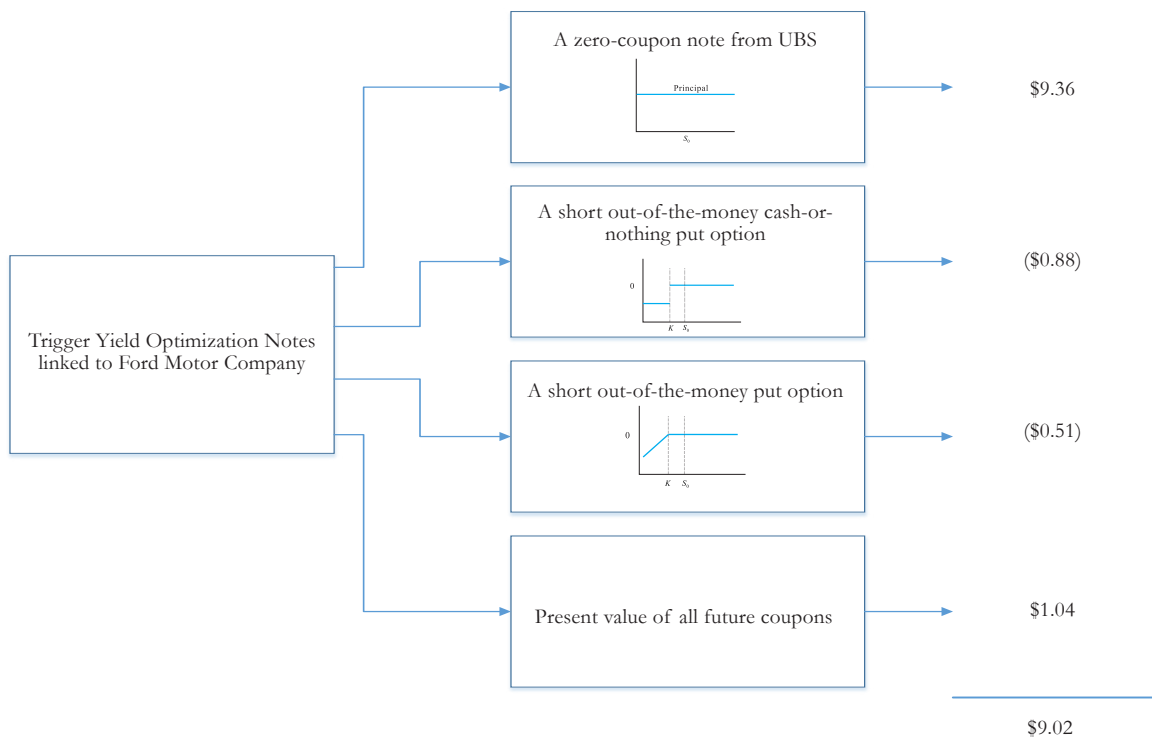 A zero-coupon note from UBS
Principal
S0
$9.36
A short out-of-the-money cash-or-
nothing put option
0
K S0
($0.88)
Trigger Yield Optimization Notes
linked to Ford Motor Company
A short out-of-the-money put option
0
K S0
($0.51)
Present value of all future coupons
$1.04
$9.02